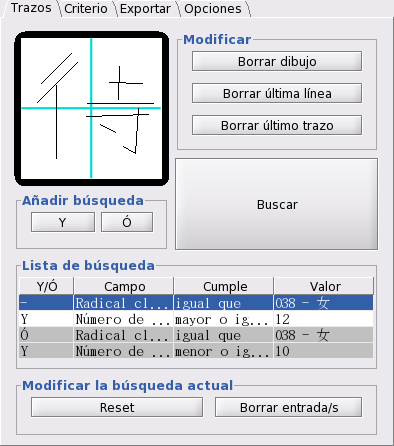 Trazos Criterio Exportar Opciones
待
Modificar
Borrar dibujo
Borrar última línea
Borrar último trazo
Añadir búsqueda
Y Ó
Buscar
Lista de búsqueda
Y/Ó Campo Cumple Valor
- Radical cl... igual que 038 - 女
Y Número de ... mayor o ig... 12
Ó Radical cl... igual que 038 - 女
Y Número de ... menor o ig... 10
Modificar la búsqueda actual
Reset Borrar entrada/s